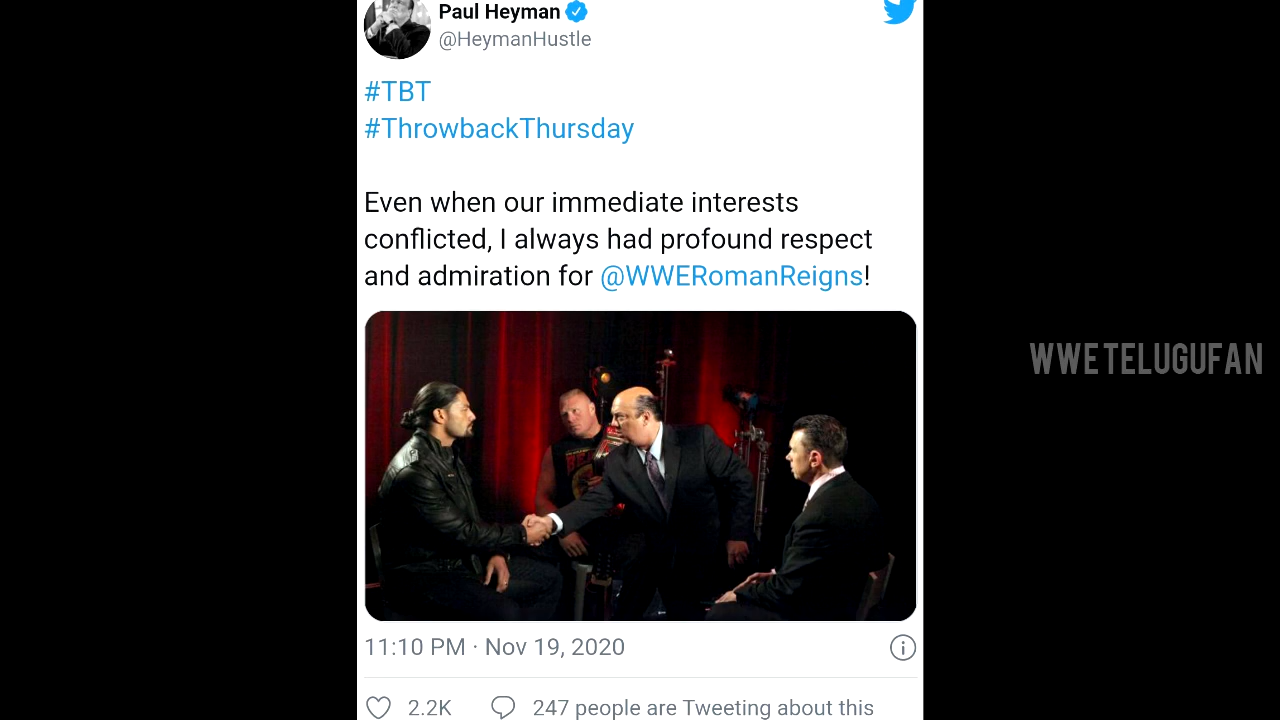 Paul Heyman
@HeymanHustle
#TBT
#ThrowbackThursday
Even when our immediate interests
conflicted, I always had profound respect
and admiration for @WWERomanReigns!
WWETELUGUFAN
11:10 PM · Nov 19, 2020
2.2K
247 people are Tweeting about this